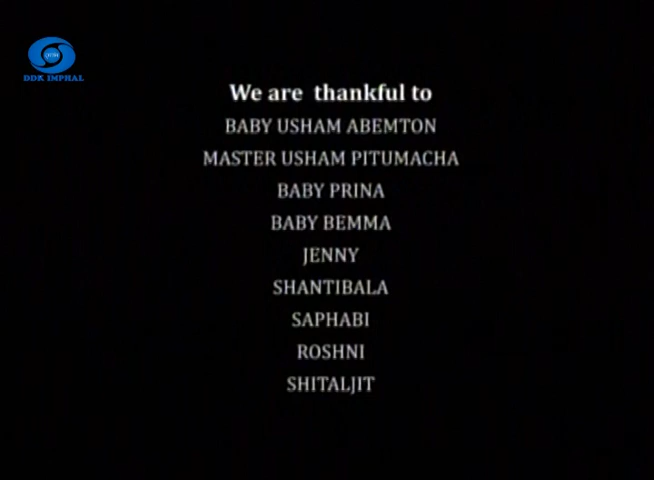 DDK IMPHAL
We are thankful to
BABY USHAM ABEMTON
MASTER USHAM PITUMACHA
BABY PRINA
BABY BEMMA
JENNY
SHANTIBALA
SAPHABI
ROSHNI
SHITALJIT